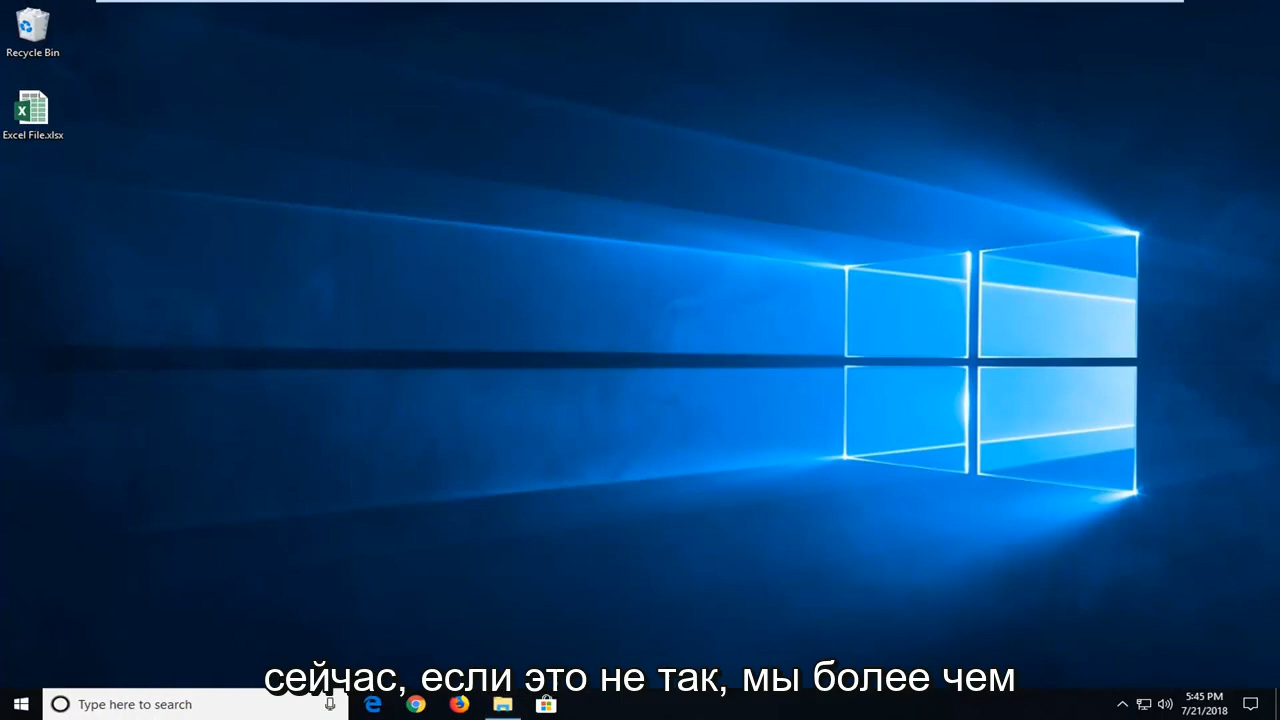 Recycle Bin
Excel File.xlsx
сейчас, если это не так, мы более чем
Type here to search
5:45 PM
7/21/2018